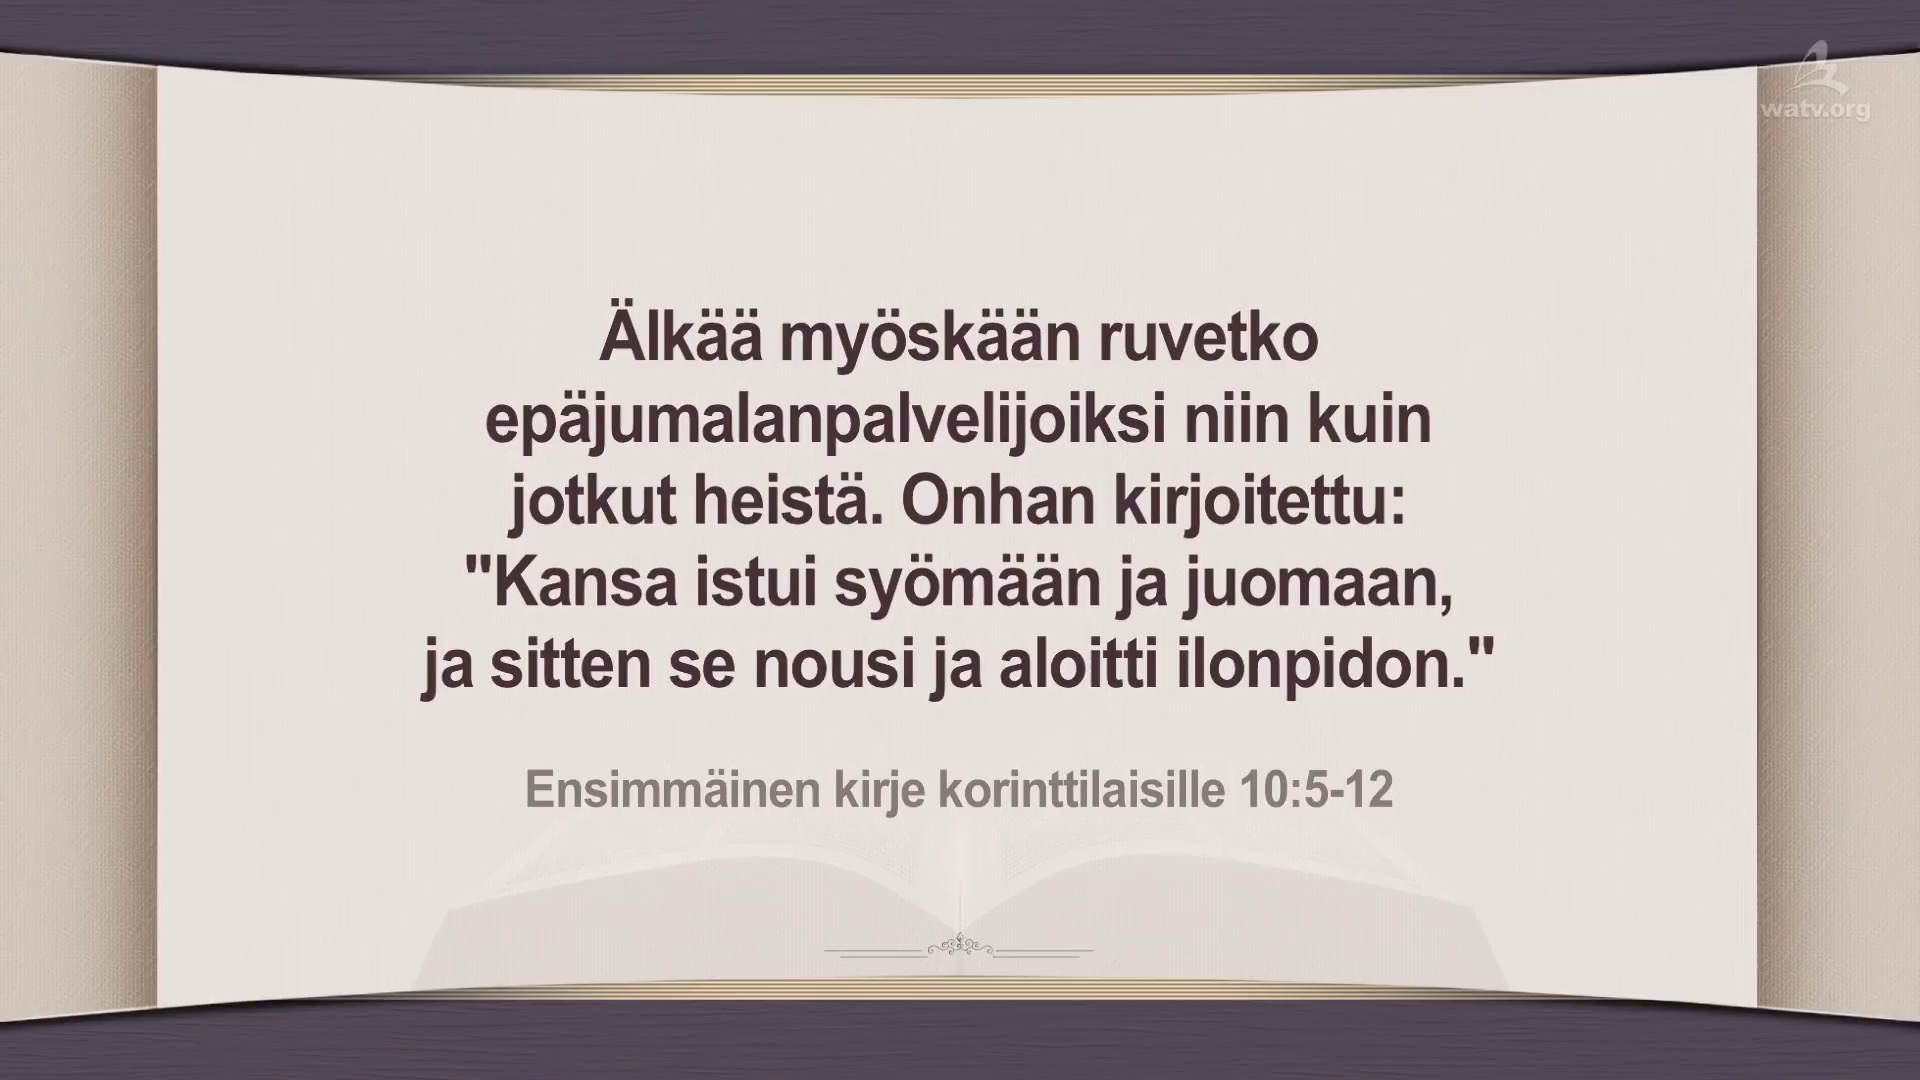 watv.org
Älkää myöskään ruvetko
epäjumalanpalvelijoiksi niin kuin
jotkut heistä. Onhan kirjoitettu:
"Kansa istui syömään ja juomaan,
ja sitten se nousi ja aloitti ilonpidon."
Ensimmäinen kirje korinttilaisille 10:5-12